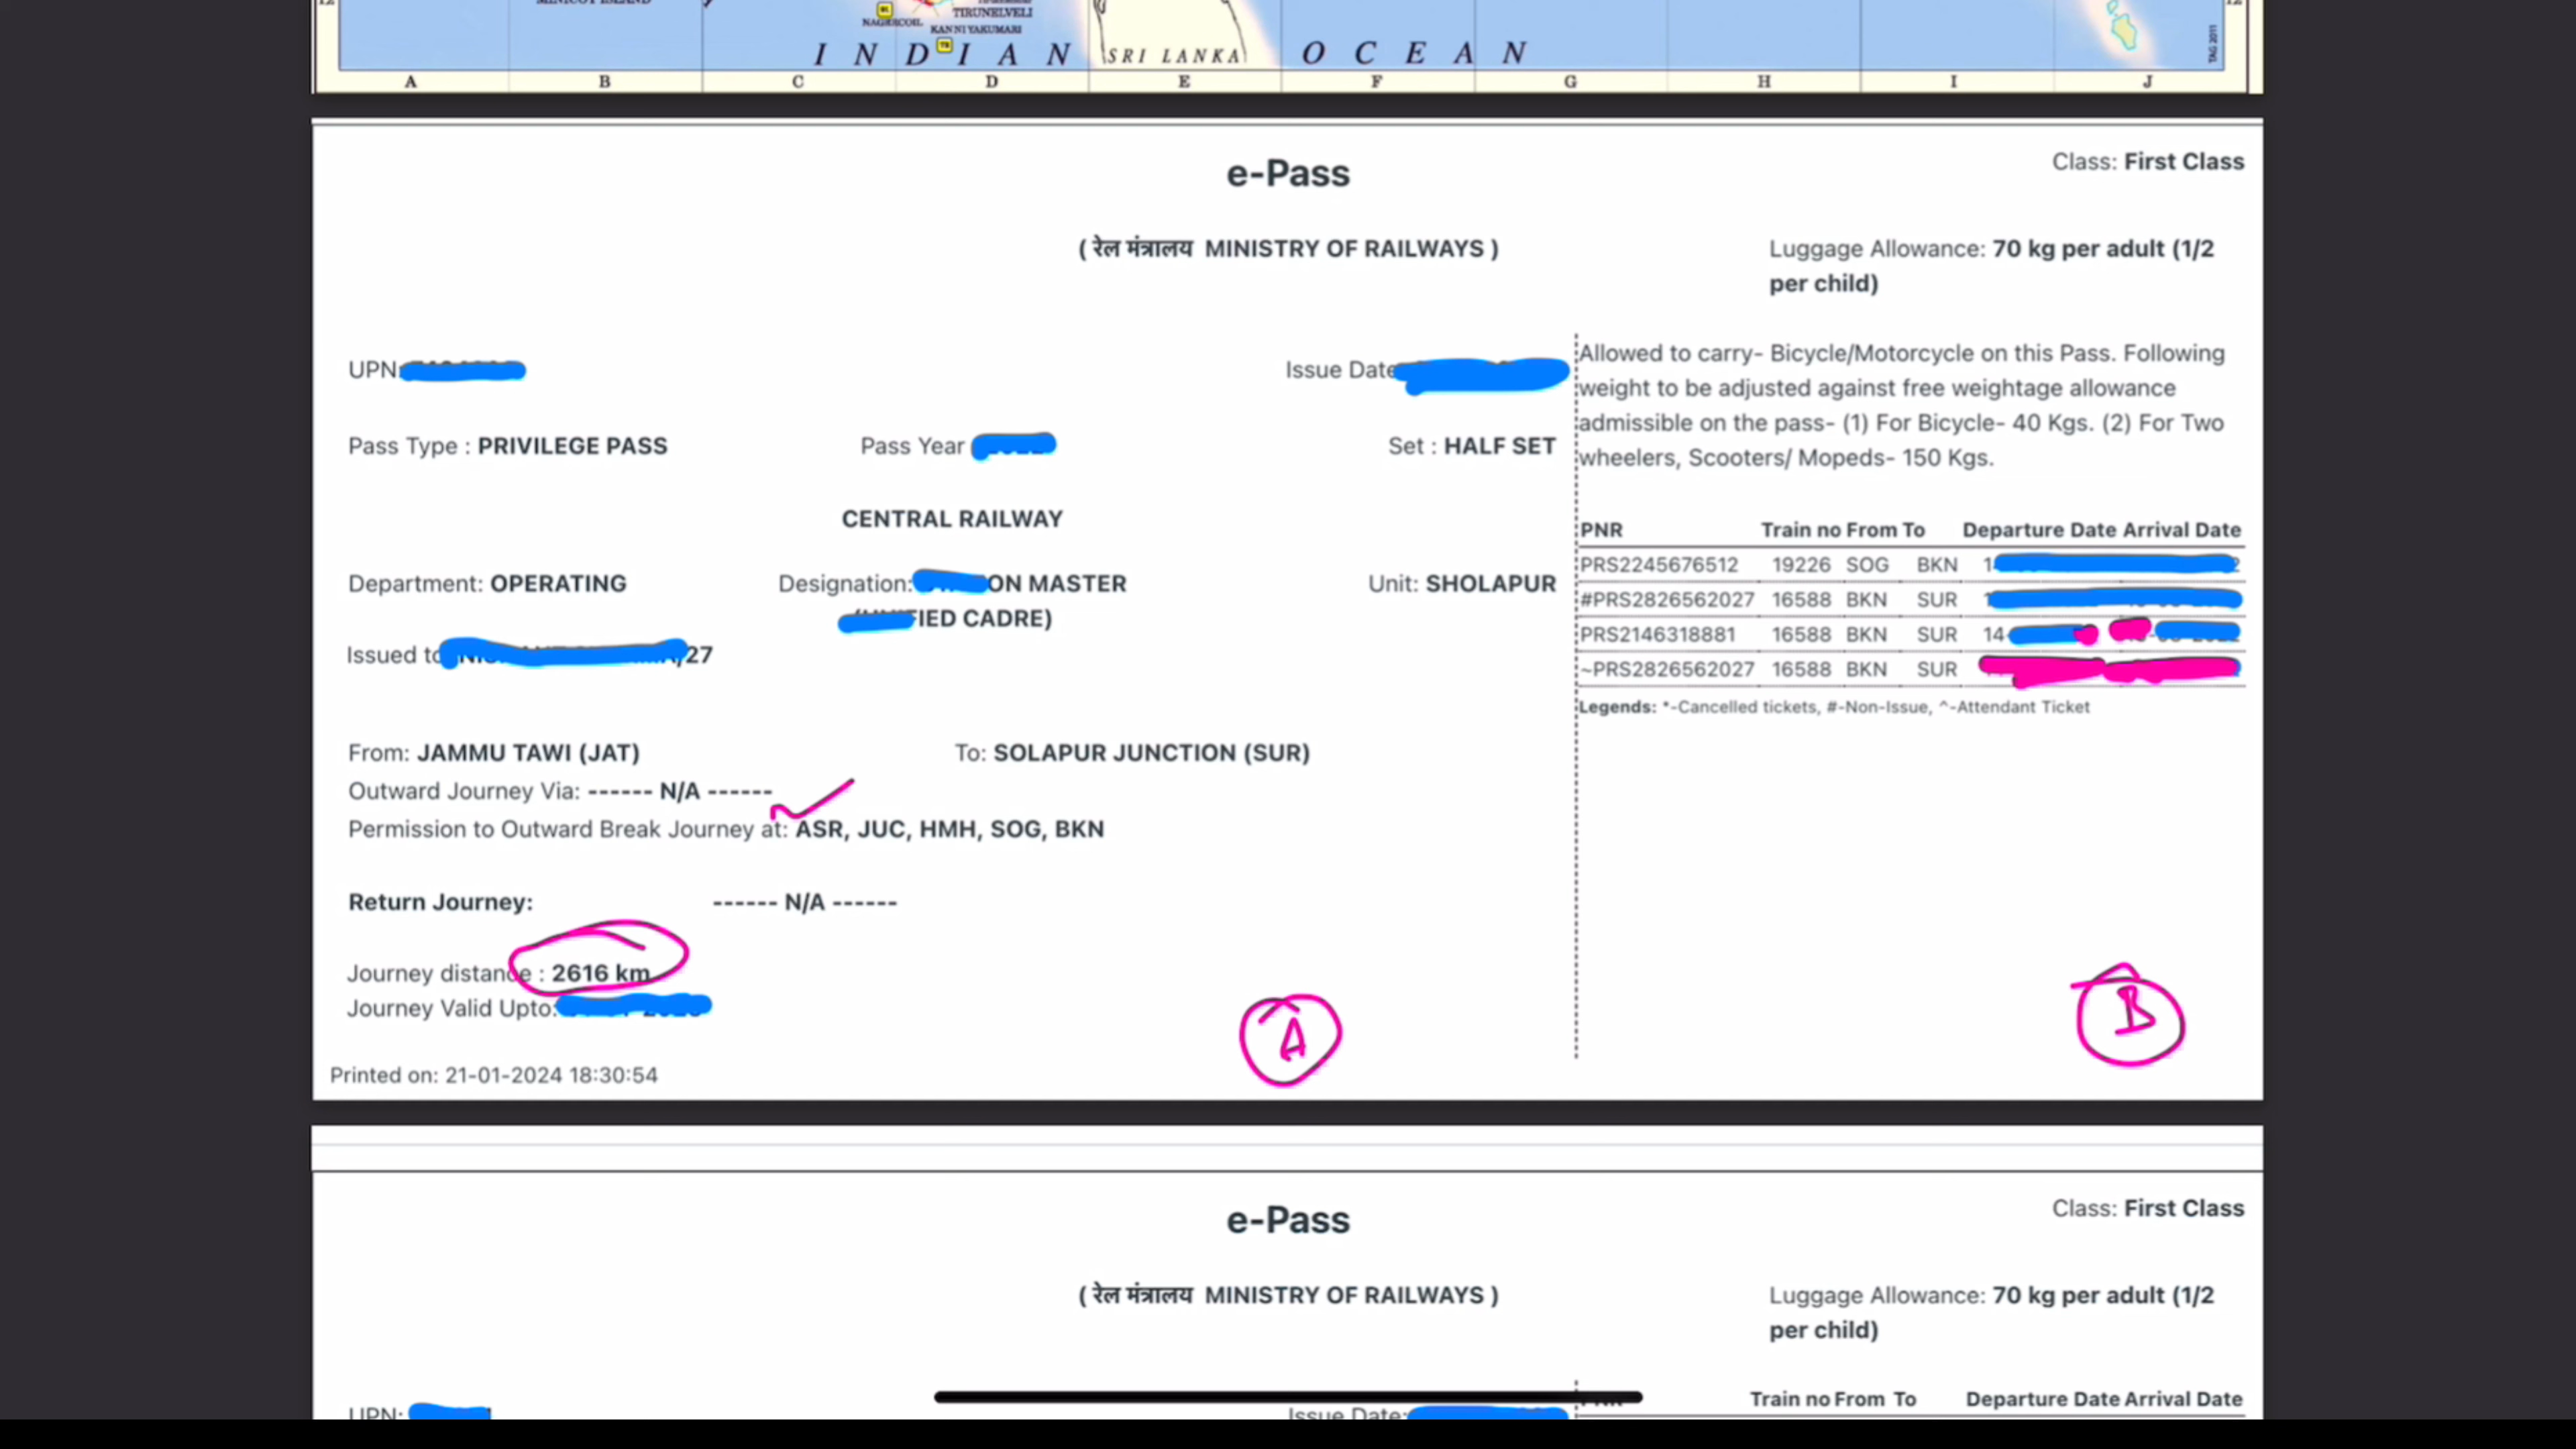 MINICOY ISLAND
NAGERCOIL
TIRUNELVELI
KANNIYAKUMARI
INDIAN OCEAN
SRI LANKA
TAG 2011
12
A B C D E F G H I J
e-Pass
Class: First Class
( रेल मंत्रालय MINISTRY OF RAILWAYS )
Luggage Allowance: 70 kg per adult (1/2
per child)
UPN:
Issue Date
Pass Type : PRIVILEGE PASS
Pass Year
Set : HALF SET
CENTRAL RAILWAY
Department: OPERATING
Designation: ON MASTER
IED CADRE)
Unit: SHOLAPUR
Issued to /27
From: JAMMU TAWI (JAT)
To: SOLAPUR JUNCTION (SUR)
Outward Journey Via: ------ N/A ------
Permission to Outward Break Journey at: ASR, JUC, HMH, SOG, BKN
Return Journey: ------ N/A ------
Journey distance : 2616 km
Journey Valid Upto:
Printed on: 21-01-2024 18:30:54
A
Allowed to carry- Bicycle/Motorcycle on this Pass. Following
weight to be adjusted against free weightage allowance
admissible on the pass- (1) For Bicycle- 40 Kgs. (2) For Two
wheelers, Scooters/ Mopeds- 150 Kgs.
PNR Train no From To Departure Date Arrival Date
PRS2245676512 19226 SOG BKN
#PRS2826562027 16588 BKN SUR
PRS2146318881 16588 BKN SUR 14-
~PRS2826562027 16588 BKN SUR
Legends: *-Cancelled tickets, #-Non-Issue, ^-Attendant Ticket
B
e-Pass
Class: First Class
( रेल मंत्रालय MINISTRY OF RAILWAYS )
Luggage Allowance: 70 kg per adult (1/2
per child)
UPN:
Issue Date:
Train no From To Departure Date Arrival Date